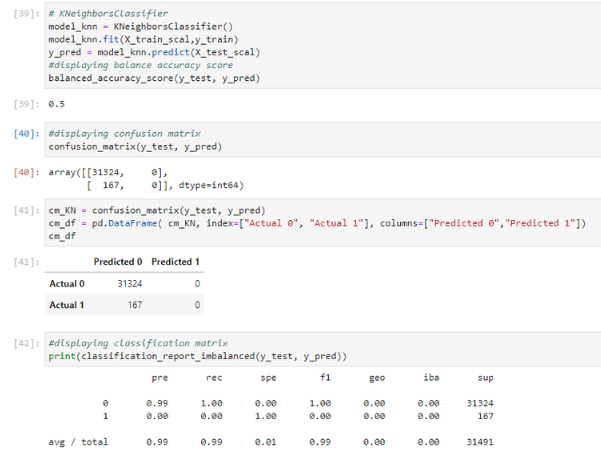 [39]: # KNeighborsClassifier
model_knn = KNeighborsClassifier()
model_knn.fit(X_train_scal,y_train)
y_pred = model_knn.predict(X_test_scal)
#displaying balance accuracy score
balanced_accuracy_score(y_test, y_pred)
[39]: 0.5
[40]: #displaying confusion matrix
confusion_matrix(y_test, y_pred)
[40]: array([[31324, 0],
[ 167, 0]], dtype=int64)
[41]: cm_KN = confusion_matrix(y_test, y_pred)
cm_df = pd.DataFrame( cm_KN, index=["Actual 0", "Actual 1"], columns=["Predicted 0","Predicted 1"])
cm_df
[41]: Predicted 0 Predicted 1
Actual 0 31324 0
Actual 1 167 0
[42]: #displaying classification matrix
print(classification_report_imbalanced(y_test, y_pred))
pre rec spe f1 geo iba sup
0 0.99 1.00 0.00 1.00 0.00 0.00 31324
1 0.00 0.00 1.00 0.00 0.00 0.00 167
avg / total 0.99 0.99 0.01 0.99 0.00 0.00 31491